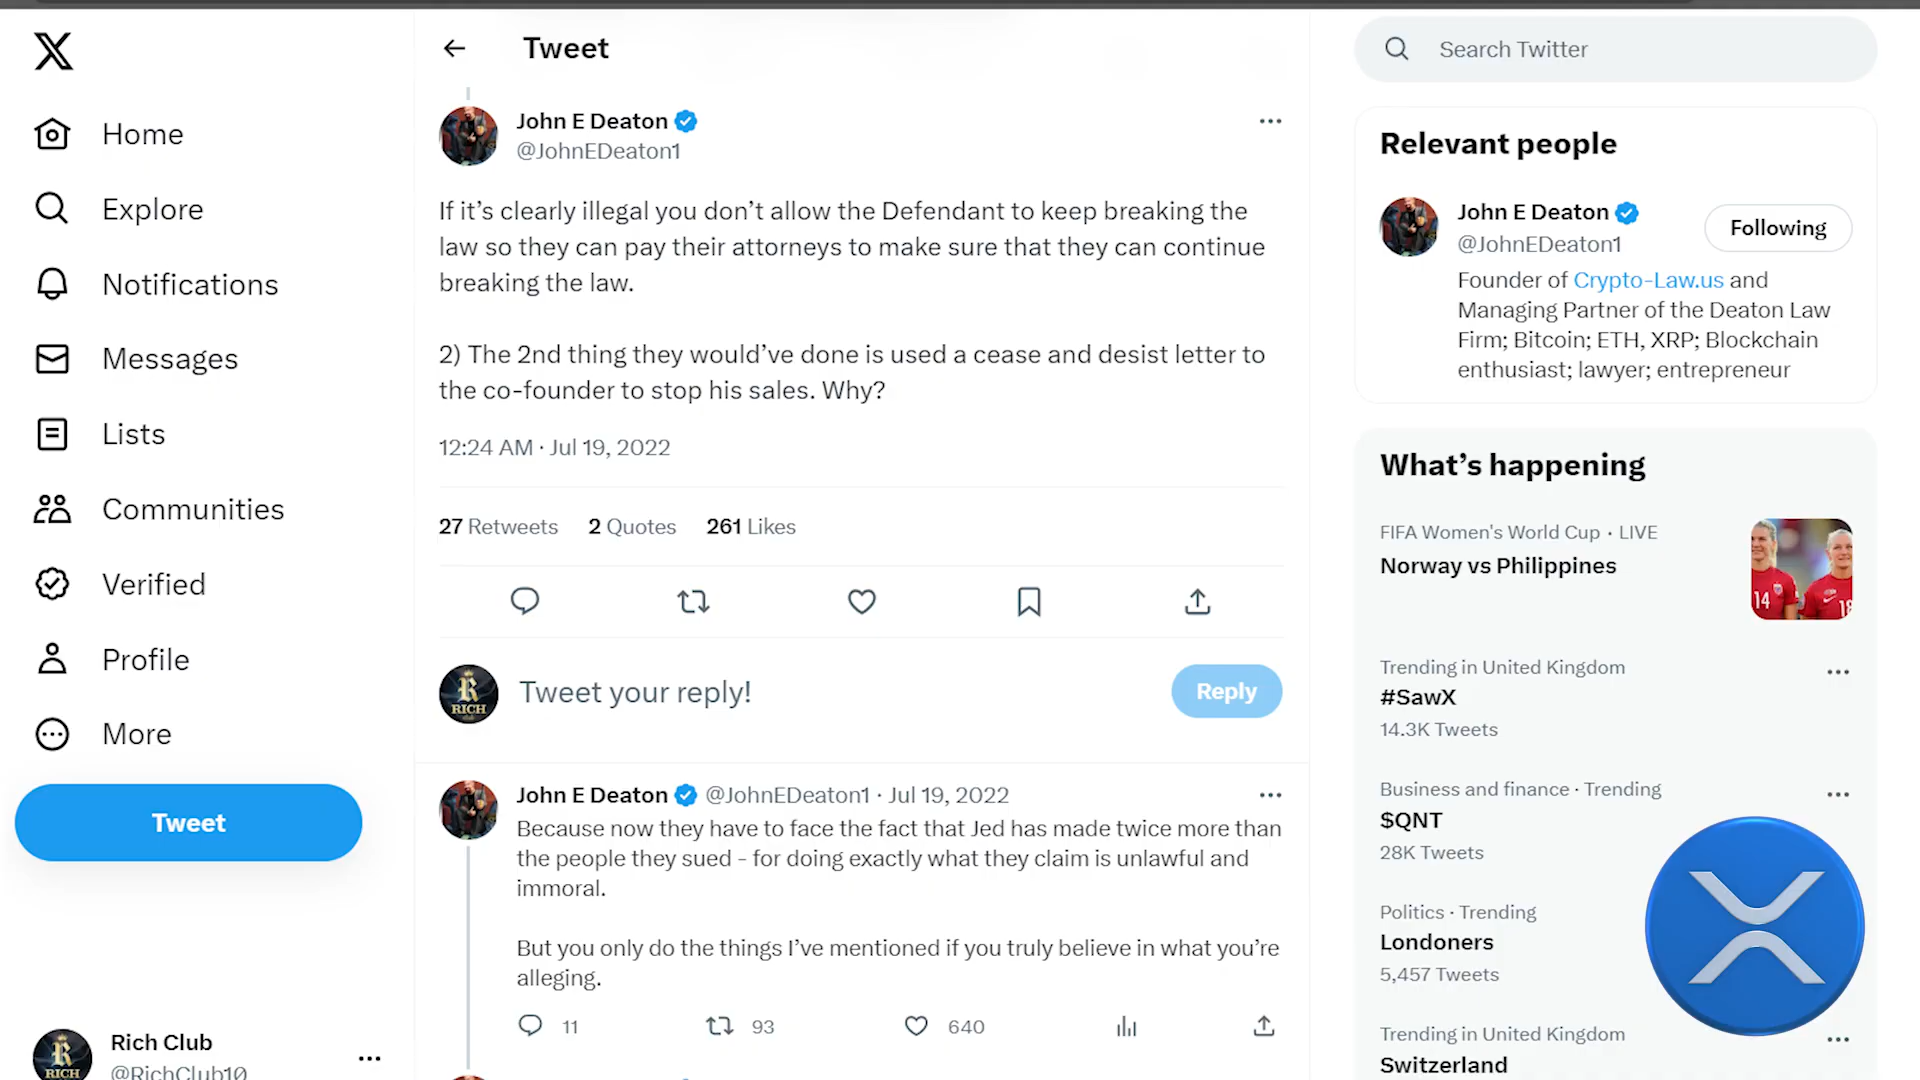 Home
Explore
Notifications
Messages
Lists
Communities
Verified
Profile
More
Tweet
Rich Club
@RichClub10
Tweet
John E Deaton
@JohnEDeaton1
If it’s clearly illegal you don’t allow the Defendant to keep breaking the
law so they can pay their attorneys to make sure that they can continue
breaking the law.
2) The 2nd thing they would’ve done is used a cease and desist letter to
the co-founder to stop his sales. Why?
12:24 AM · Jul 19, 2022
27 Retweets 2 Quotes 261 Likes
RICH
Tweet your reply!
Reply
John E Deaton @JohnEDeaton1 · Jul 19, 2022
Because now they have to face the fact that Jed has made twice more than
the people they sued - for doing exactly what they claim is unlawful and
immoral.
But you only do the things I’ve mentioned if you truly believe in what you’re
alleging.
11 93 640
Search Twitter
Relevant people
John E Deaton
@JohnEDeaton1
Following
Founder of Crypto-Law.us and
Managing Partner of the Deaton Law
Firm; Bitcoin; ETH, XRP; Blockchain
enthusiast; lawyer; entrepreneur
What’s happening
FIFA Women's World Cup · LIVE
Norway vs Philippines
14 18
Trending in United Kingdom
#SawX
14.3K Tweets
Business and finance · Trending
$QNT
28K Tweets
Politics · Trending
Londoners
5,457 Tweets
Trending in United Kingdom
Switzerland
RICH